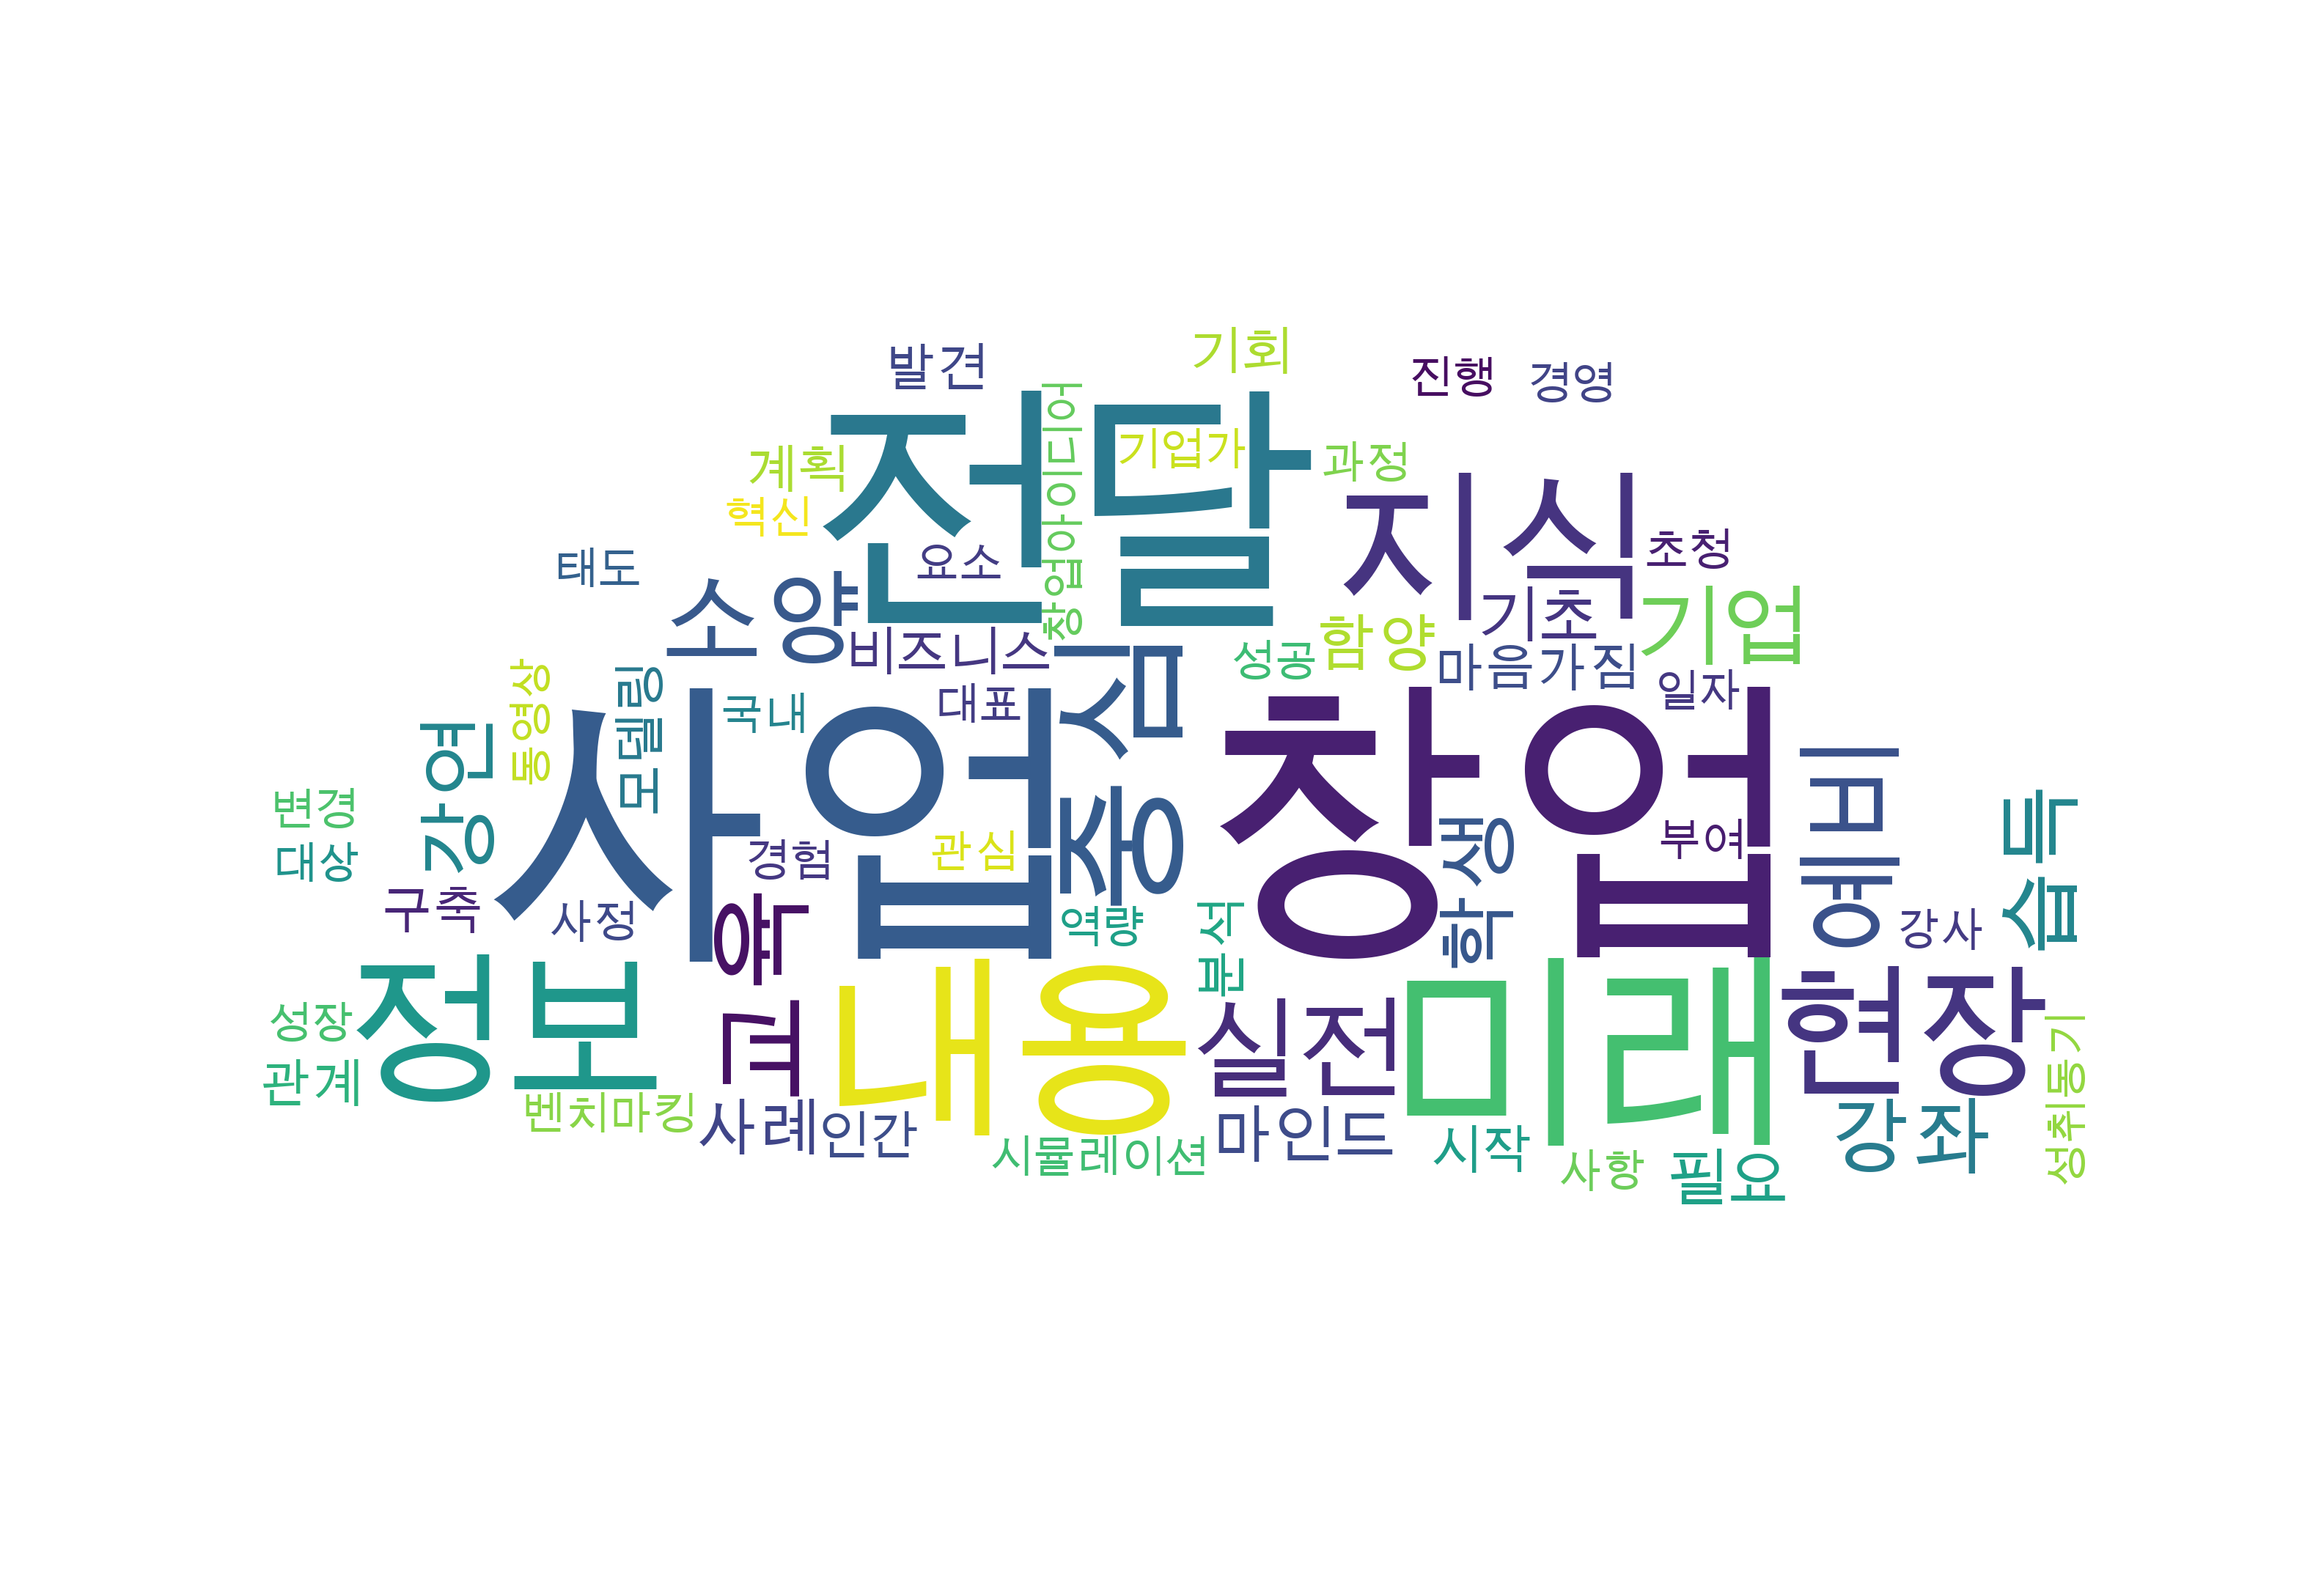 발견
기회
진행
경영
전달
창업아이디어
기업가
계획
과정
혁신
지식
요소
초청
태도
소양
기초
기업
비즈니스
성공
함양
마음가짐
일자
중심
동영상
모델링
국내
대표
사업
창업
강연
예비
습득
변경
대상
경험
관심
학생
부여
구축
사정
역량
분석
강사
정보
교육
내용
실전
미래
현장
성장
관계
벤치마킹
사례
인간
시뮬레이션
마인드
시작
사항
필요
강좌
성취동기